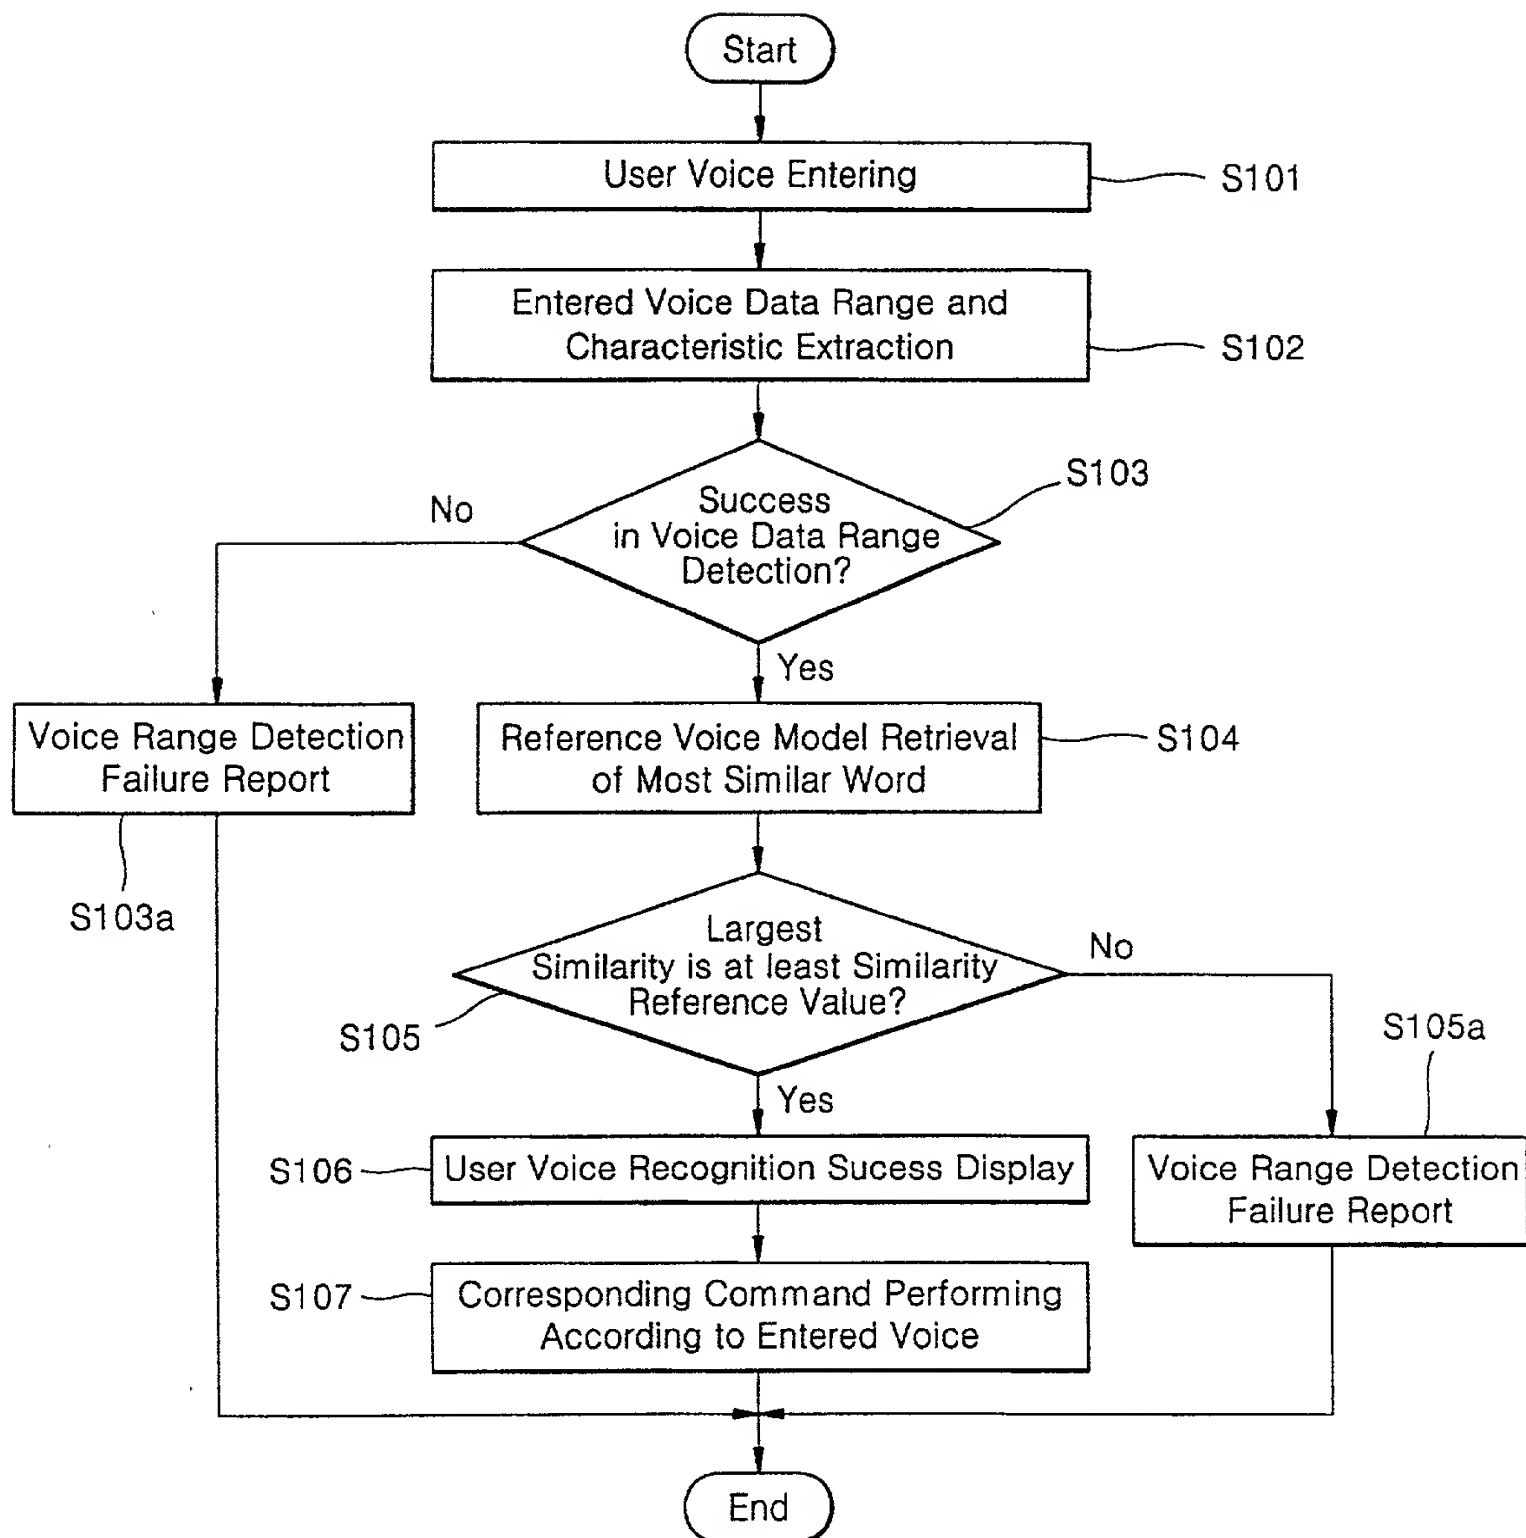 Start
User Voice Entering
S101
Entered Voice Data Range and
Characteristic Extraction
S102
S103
No
Success
in Voice Data Range
Detection?
Yes
Voice Range Detection
Failure Report
Reference Voice Model Retrieval
of Most Similar Word
S104
S103a
Largest
Similarity is at least Similarity
Reference Value?
No
S105
S105a
Yes
S106
User Voice Recognition Sucess Display
Voice Range Detection
Failure Report
S107
Corresponding Command Performing
According to Entered Voice
End